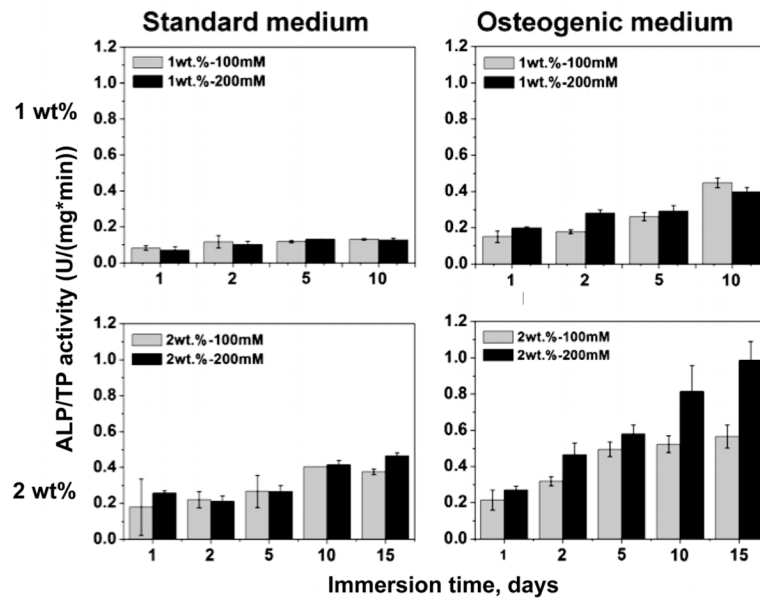 Standard medium
Osteogenic medium
1 wt%
2 wt%
ALP/TP activity (U/(mg*min))
1.2
1.0
0.8
0.6
0.4
0.2
0.0
1wt.%-100mM
1wt.%-200mM
1 2 5 10
1.2
1.0
0.8
0.6
0.4
0.2
0.0
1wt.%-100mM
1wt.%-200mM
1 2 5 10
1.2
1.0
0.8
0.6
0.4
0.2
0.0
2wt.%-100mM
2wt.%-200mM
1 2 5 10 15
1.2
1.0
0.8
0.6
0.4
0.2
0.0
2wt.%-100mM
2wt.%-200mM
1 2 5 10 15
Immersion time, days